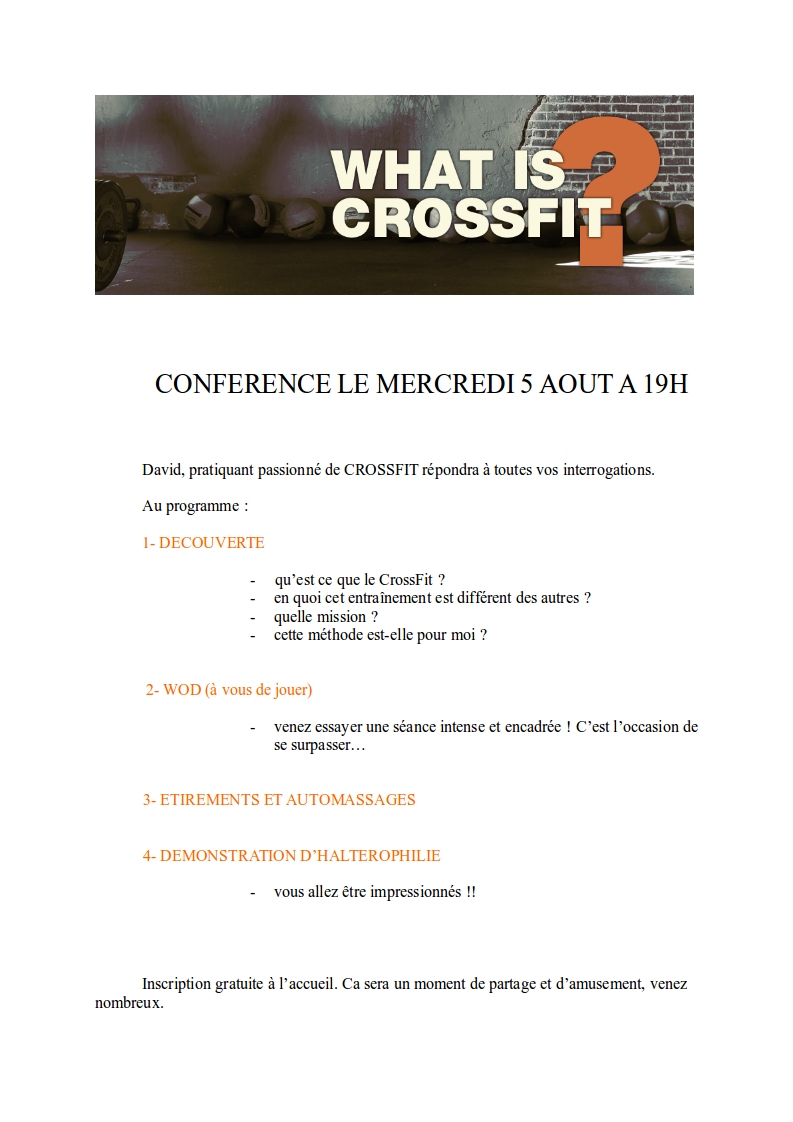 WHAT IS
CROSSFIT?
CONFERENCE LE MERCREDI 5 AOUT A 19H
David, pratiquant passionné de CROSSFIT répondra à toutes vos interrogations.
Au programme :
1- DECOUVERTE
- qu’est ce que le CrossFit ?
- en quoi cet entraînement est différent des autres ?
- quelle mission ?
- cette méthode est-elle pour moi ?
2- WOD (à vous de jouer)
- venez essayer une séance intense et encadrée ! C’est l’occasion de
se surpasser…
3- ETIREMENTS ET AUTOMASSAGES
4- DEMONSTRATION D’HALTEROPHILIE
- vous allez être impressionnés !!
Inscription gratuite à l’accueil. Ca sera un moment de partage et d’amusement, venez
nombreux.